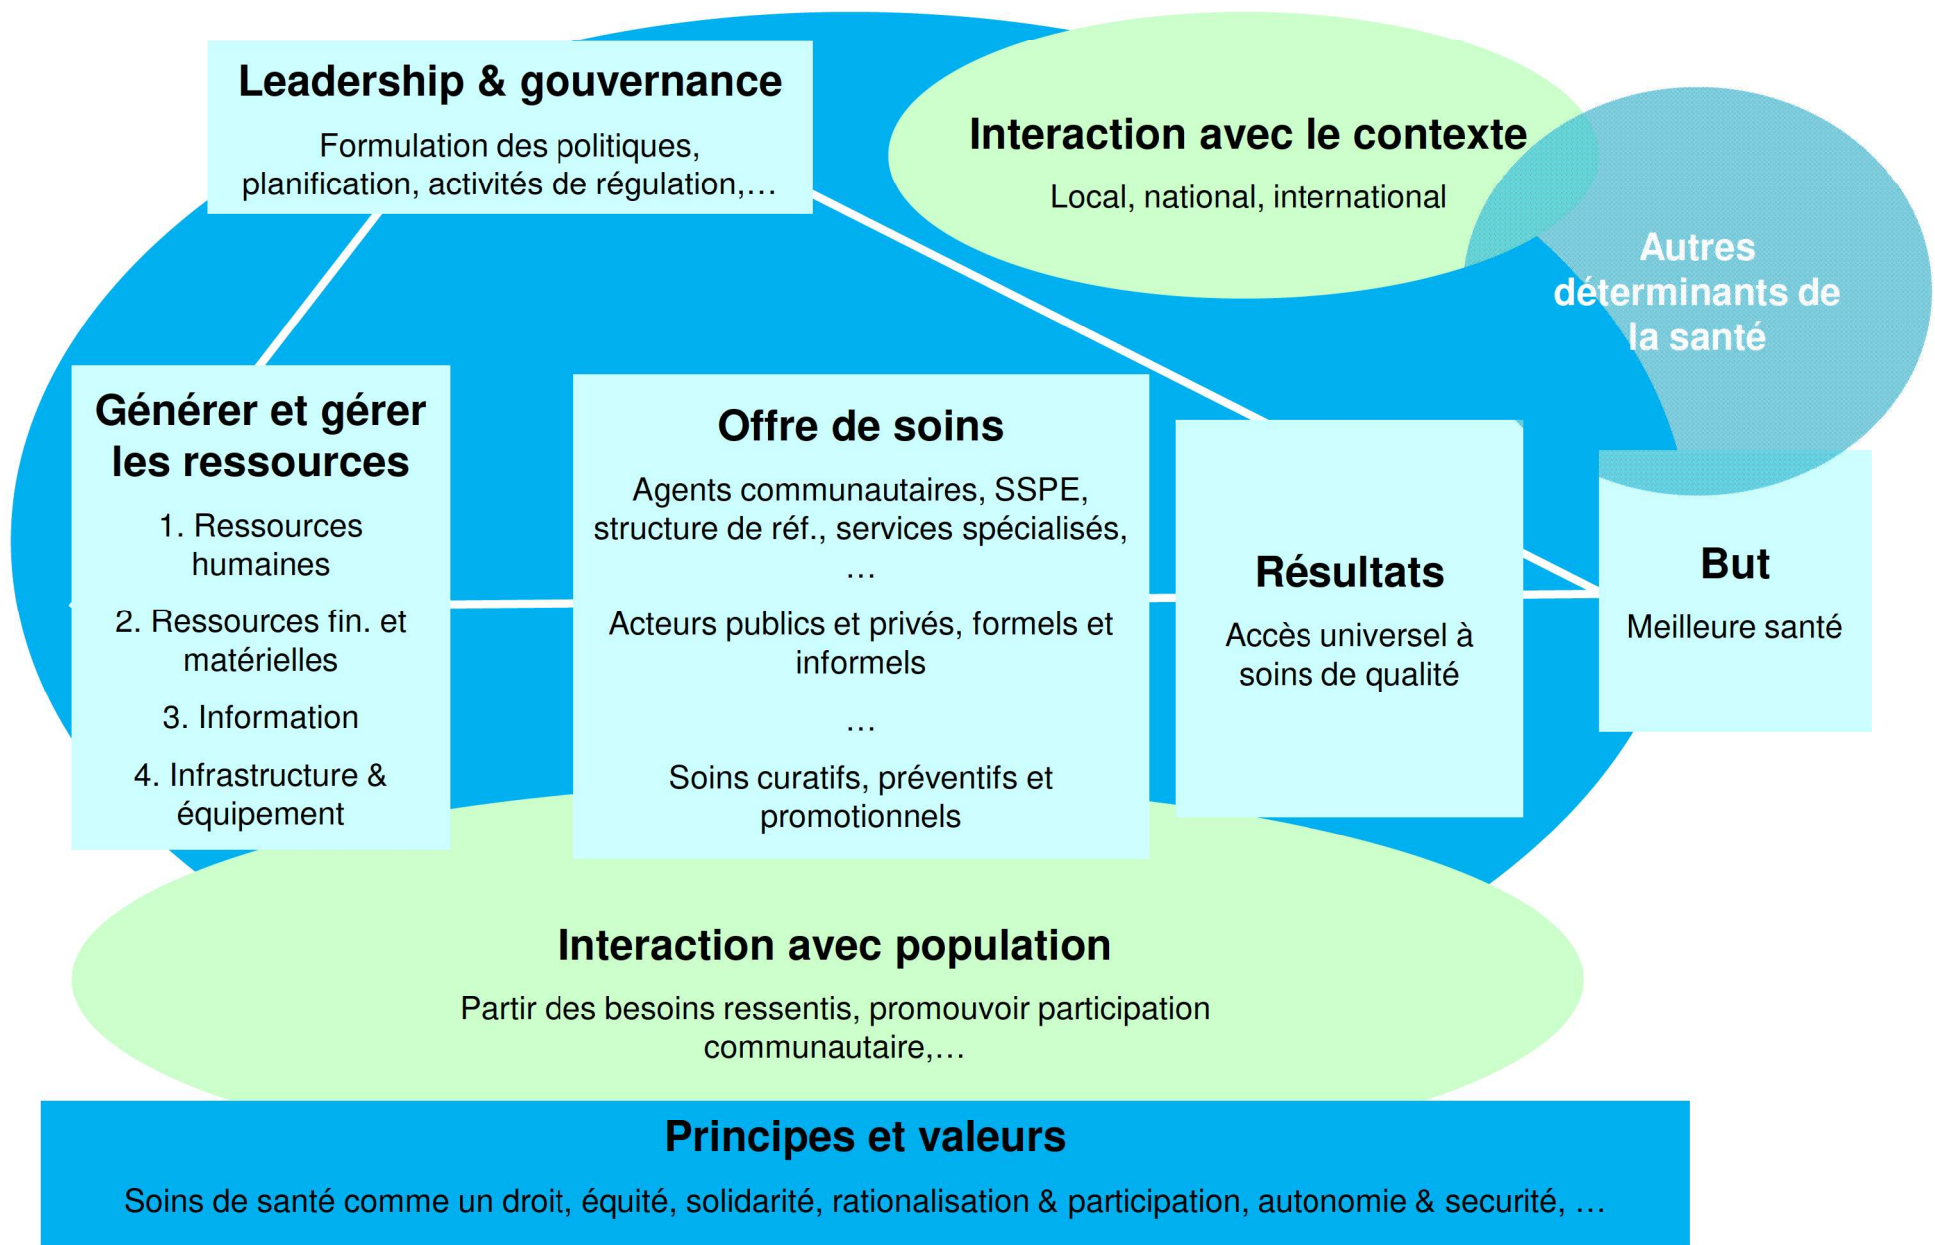 Leadership & gouvernance
Formulation des politiques,
planification, activités de régulation,…
Interaction avec le contexte
Local, national, international
Autres
déterminants de
la santé
Générer et gérer
les ressources
1. Ressources
humaines
2. Ressources fin. et
matérielles
3. Information
4. Infrastructure &
équipement
Offre de soins
Agents communautaires, SSPE,
structure de réf., services spécialisés,
…
Acteurs publics et privés, formels et
informels
…
Soins curatifs, préventifs et
promotionnels
Résultats
Accès universel à
soins de qualité
But
Meilleure santé
Interaction avec population
Partir des besoins ressentis, promouvoir participation
communautaire,…
Principes et valeurs
Soins de santé comme un droit, équité, solidarité, rationalisation & participation, autonomie & securité, …